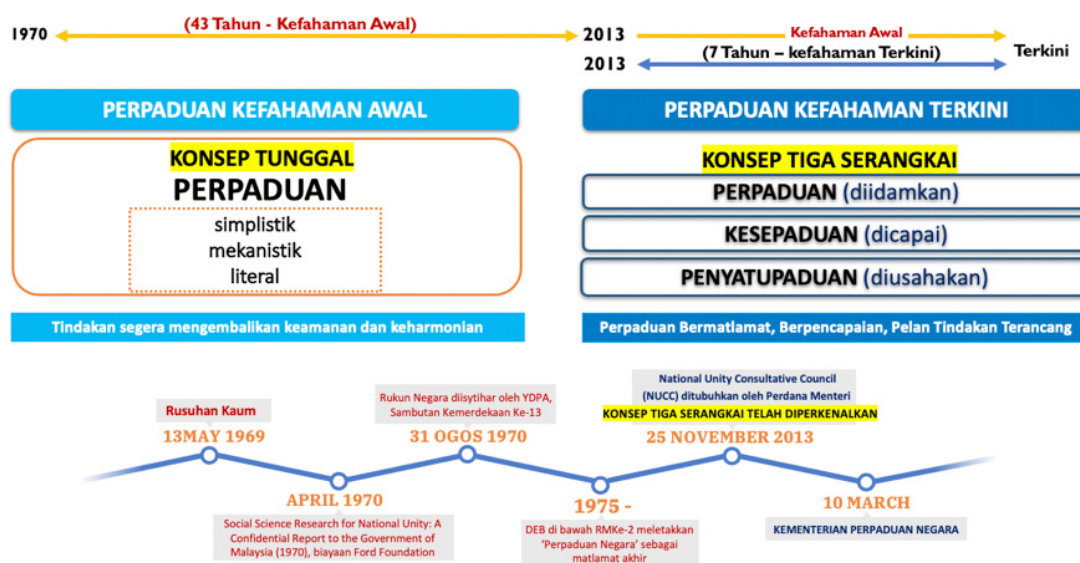 (43 Tahun - Kefahaman Awal)
1970
2013
Kefahaman Awal
(7 Tahun – kefahaman Terkini)
2013
Terkini
PERPADUAN KEFAHAMAN AWAL
KONSEP TUNGGAL
PERPADUAN
simplistik
mekanistik
literal
Tindakan segera mengembalikan keamanan dan keharmonian
PERPADUAN KEFAHAMAN TERKINI
KONSEP TIGA SERANGKAI
PERPADUAN (diidamkan)
KESEPADUAN (dicapai)
PENYATUPADUAN (diusahakan)
Perpaduan Bermatlamat, Berpencapaian, Pelan Tindakan Terancang
Rusuhan Kaum
13MAY 1969
APRIL 1970
Social Science Research for National Unity: A
Confidential Report to the Government of
Malaysia (1970), biayaan Ford Foundation
Rukun Negara diisytihar oleh YDPA,
Sambutan Kemerdekaan Ke-13
31 OGOS 1970
1975 -
DEB di bawah RMKe-2 meletakkan
'Perpaduan Negara' sebagai
matlamat akhir
National Unity Consultative Council
(NUCC) ditubuhkan oleh Perdana Menteri
KONSEP TIGA SERANGKAI TELAH DIPERKENALKAN
25 NOVEMBER 2013
10 MARCH
KEMENTERIAN PERPADUAN NEGARA